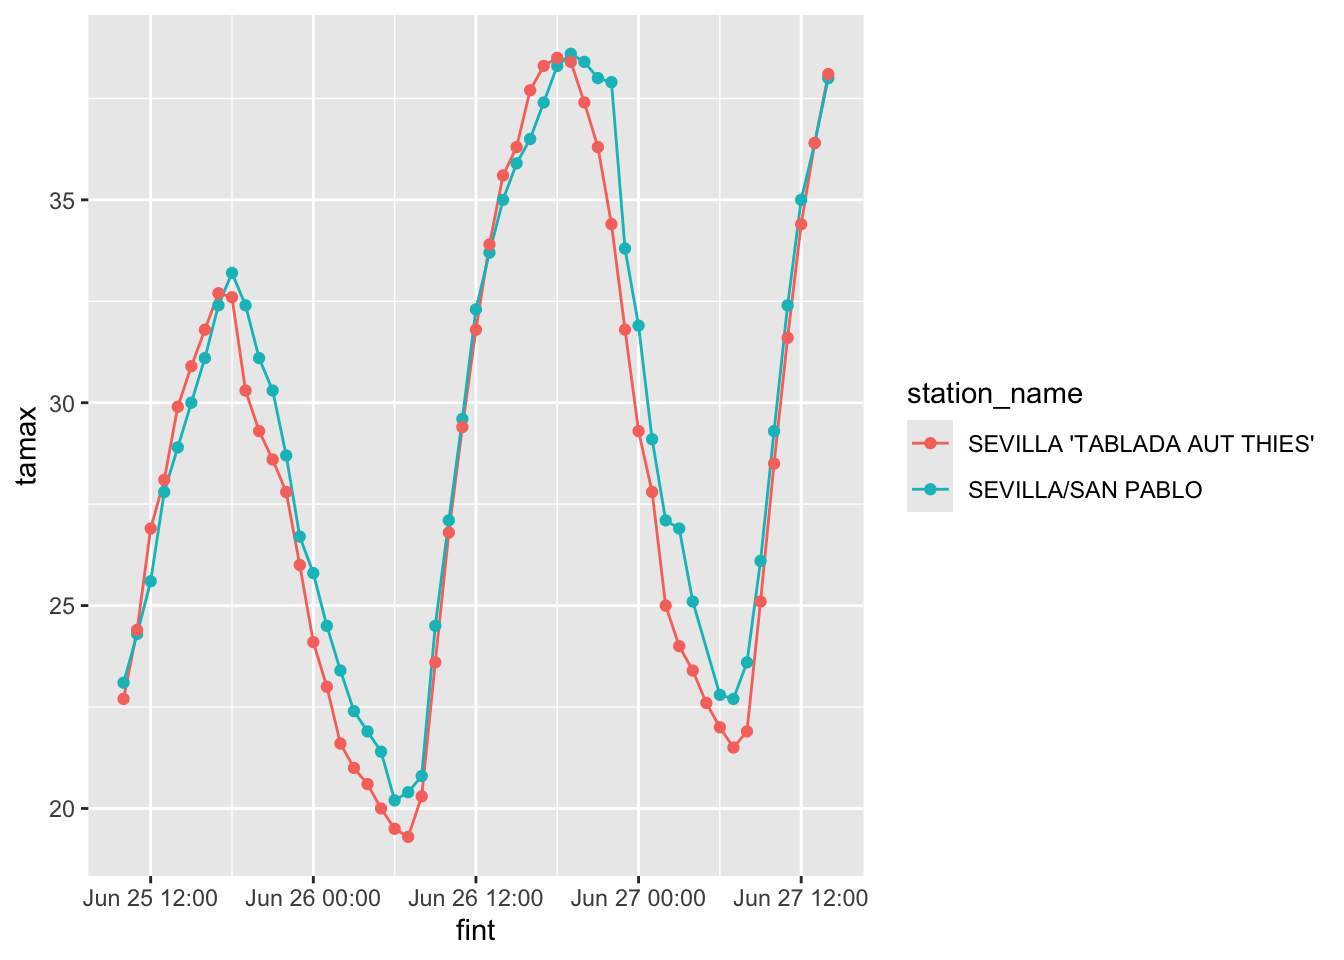 35
30
25
20
tamax
Jun 25 12:00 Jun 26 00:00 Jun 26 12:00 Jun 27 00:00 Jun 27 12:00
fint
station_name
SEVILLA 'TABLADA AUT THIES'
SEVILLA/SAN PABLO